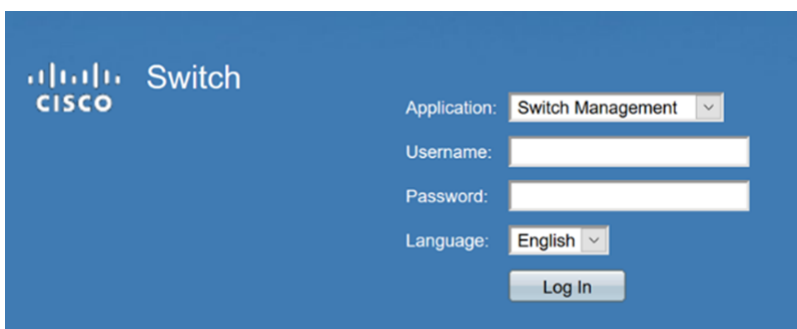 CISCO
Switch
Application: Switch Management
Username:
Password:
Language: English
Log In